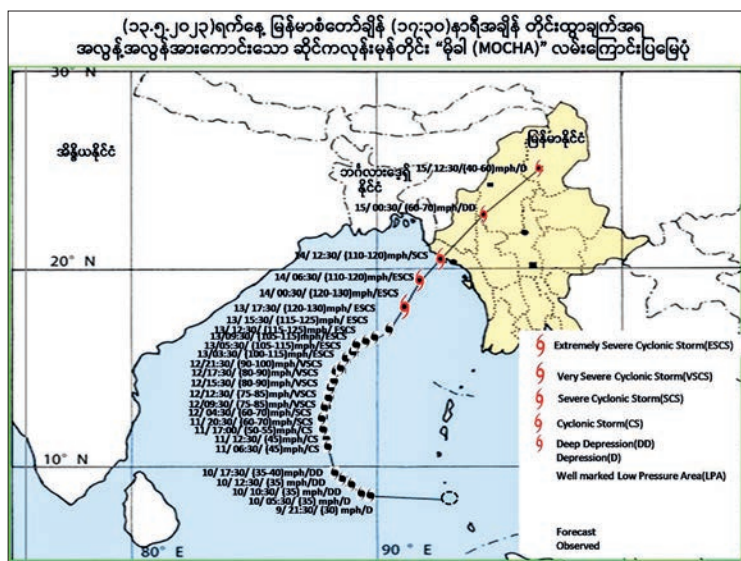 (၁၃.၅.၂၀၂၃)ရက်နေ့ မြန်မာစံတော်ချိန် (၁၇:၃၀)နာရီအချိန် တိုင်းထွာချက်အရ
အလွန့်အလွန်အားကောင်းသော ဆိုင်ကလုန်းမုန်တိုင်း "မိုခါ (MOCHA)" လမ်းကြောင်းပြမြေပုံ
30° N
အိန္ဒိယနိုင်ငံ
မြန်မာနိုင်ငံ
ဘင်္ဂလားဒေ့ရှ်
နိုင်ငံ
15/ 12:30/(40-60)mph/D
15/ 00:30/ (60-70)mph/DD
14/ 12:30/ (110-120)mph/SCS
20° N
14/ 06:30/ (110-120)mph/ESCS
14/ 00:30/ (120-130)mph/ESCS
13/ 17:30/ (120-130)mph/ ESCS
13/ 15:30/ (115-125)mph/ ESCS
13/ 12:30/ (115-125)mph/ ESCS
13/09:30/ (105-115)mph/ESCS
13/05:30/ (105-115)mph/ESCS
13/03:30/ (100-115)mph/ESCS
12/21:30/ (90-100)mph/VSCS
12/17:30/ (80-90)mph/VSCS
12/15:30/ (80-90)mph/VSCS
12/12:30/ (75-85)mph/VSCS
12/09:30/ (75-85)mph/VSCS
12/ 04:30/ (60-70)mph/SCS
11/ 20:30/ (60-70)mph/SCS
11/ 17:00/ (50-55)mph/CS
11/ 12:30/ (45)mph/CS
11/ 06:30/ (45)mph/CS
10° N
10/ 17:30/ (35-40)mph/DD
10/ 12:30/ (35) mph/DD
10/ 10:30/ (35) mph/DD
10/ 05:30/ (35) mph/D
9/ 21:30/ (30) mph/D
Extremely Severe Cyclonic Storm(ESCS)
Very Severe Cyclonic Storm(VSCS)
Severe Cyclonic Storm(SCS)
Cyclonic Storm(CS)
Deep Depression(DD)
Depression(D)
Well marked Low Pressure Area(LPA)
Forecast
Observed
80° E
90° E